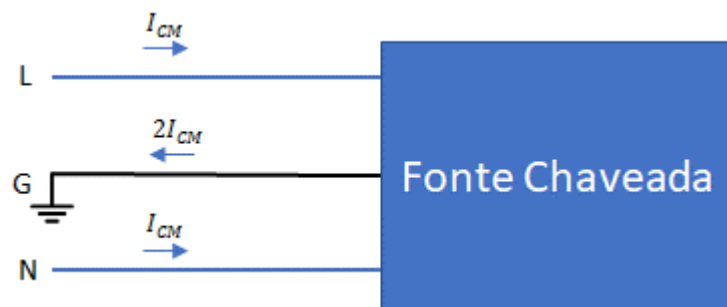 I_CM
L
2I_CM
G
Fonte Chaveada
I_CM
N